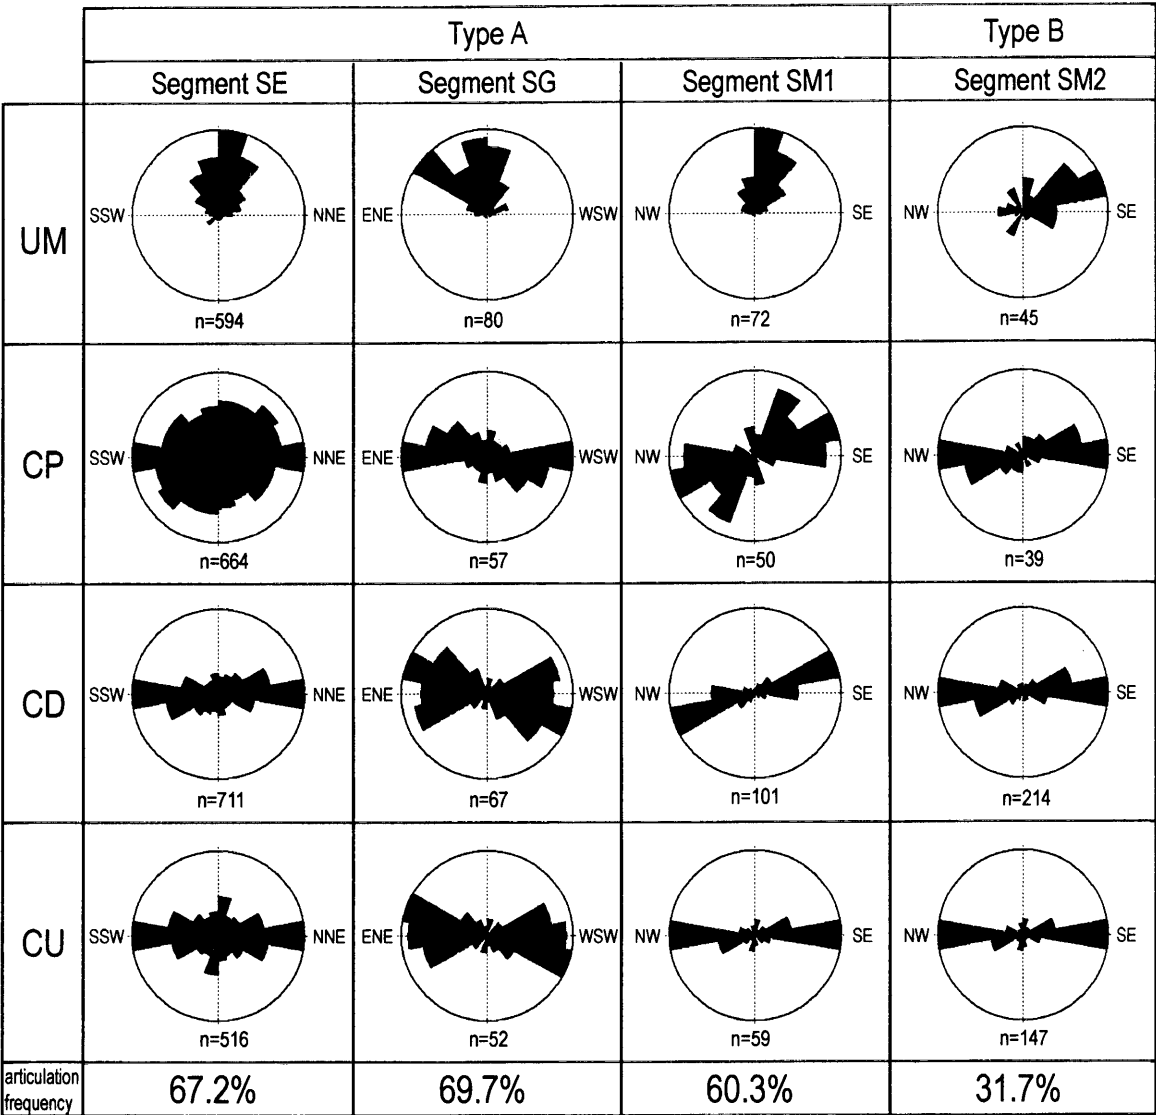 Type A Type B
Segment SE Segment SG Segment SM1 Segment SM2
UM SSW NNE ENE WSW NW SE NW SE
n=594 n=80 n=72 n=45
CP SSW NNE ENE WSW NW SE NW SE
n=664 n=57 n=50 n=39
CD SSW NNE ENE WSW NW SE NW SE
n=711 n=67 n=101 n=214
CU SSW NNE ENE WSW NW SE NW SE
n=516 n=52 n=59 n=147
articulation
frequency 67.2% 69.7% 60.3% 31.7%